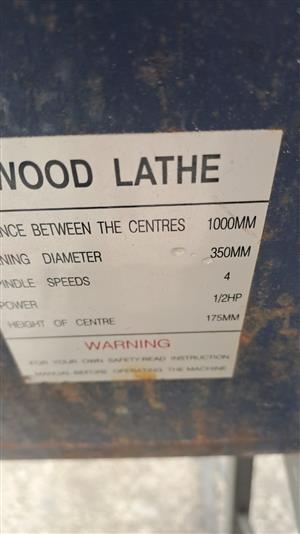 WOOD LATHE
NCE BETWEEN THE CENTRES 1000MM
NING DIAMETER 350MM
PINDLE SPEEDS 4
POWER 1/2HP
HEIGHT OF CENTRE 175MM
WARNING
FOR YOUR OWN SAFETY READ INSTRUCTION
MANUAL BEFORE OPERATING THE MACHINE